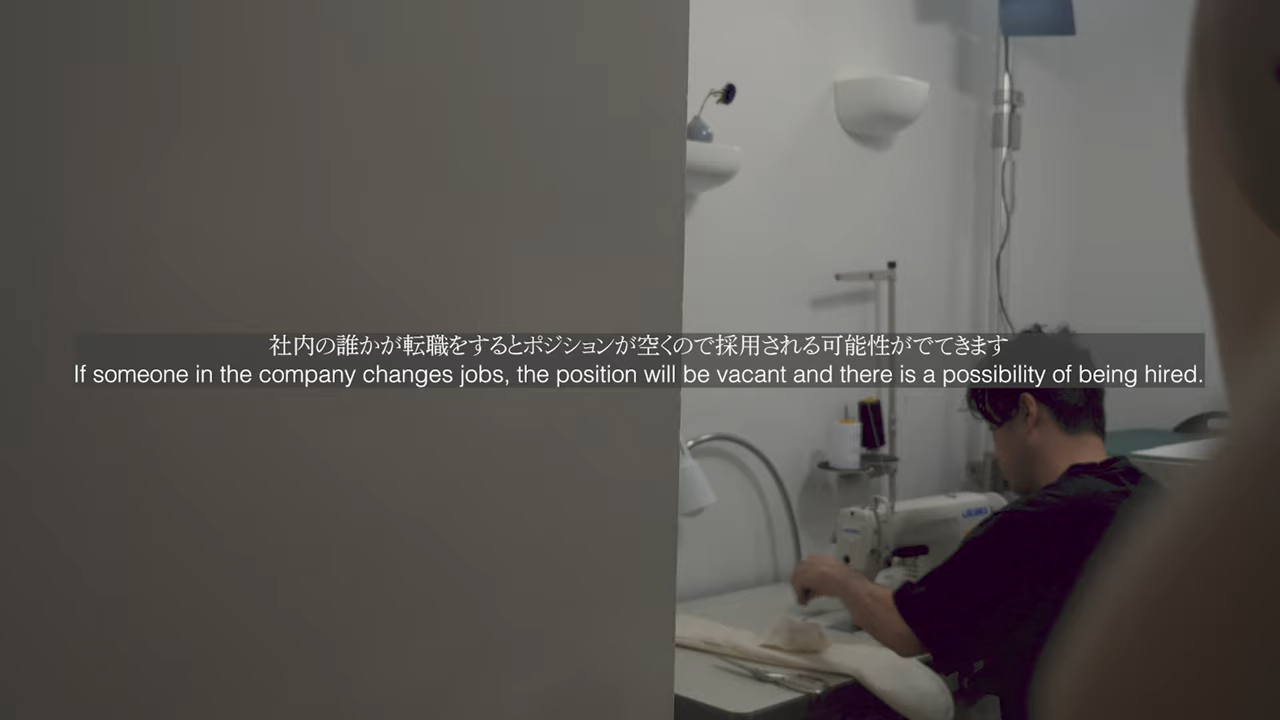 社内の誰かが転職をするとポジションが空くので採用される可能性がでてきます
If someone in the company changes jobs, the position will be vacant and there is a possibility of being hired.
JUKI